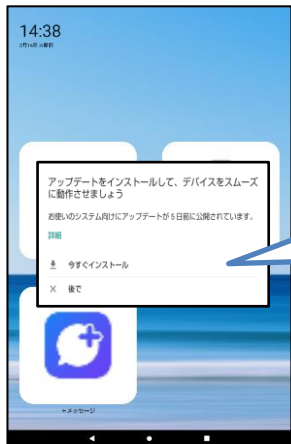 14:38
アップデートをインストールして、デバイスをスムーズ
に動作させましょう
お使いのシステム向けにアップデートが5日前に公開されています。
詳細
今すぐインストール
後で
+メッセージ